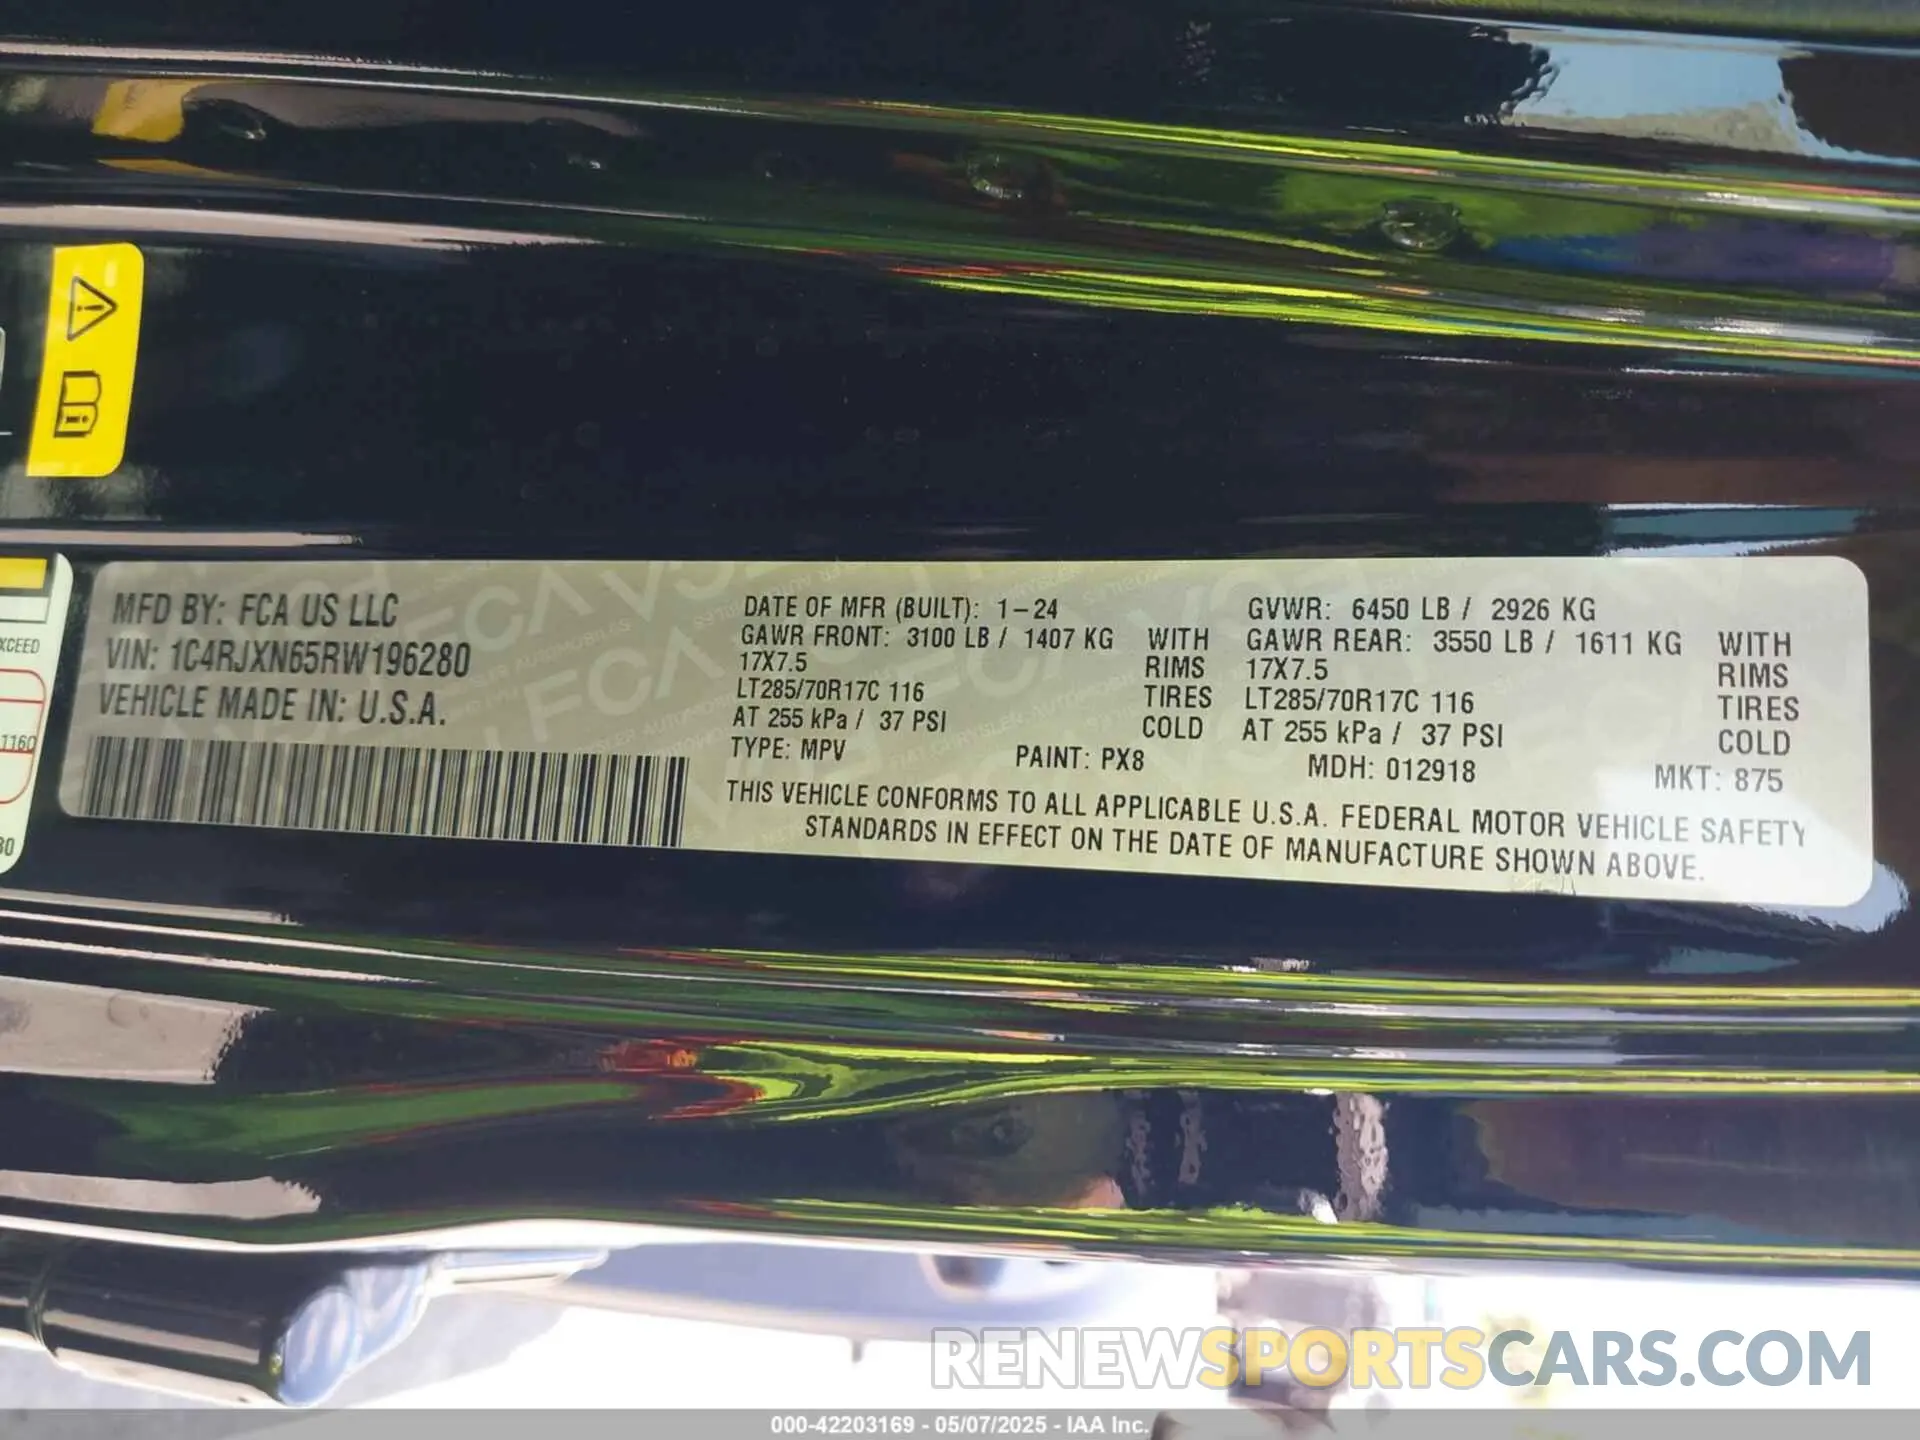 XCEED
1160
30
MFD BY: FCA US LLC
VIN: 1C4RJXN65RW196280
VEHICLE MADE IN: U.S.A.
DATE OF MFR (BUILT): 1-24
GAWR FRONT: 3100 LB / 1407 KG WITH
17X7.5 RIMS
LT285/70R17C 116 TIRES
AT 255 kPa / 37 PSI COLD
TYPE: MPV
PAINT: PX8
GVWR: 6450 LB / 2926 KG
GAWR REAR: 3550 LB / 1611 KG WITH
17X7.5 RIMS
LT285/70R17C 116 TIRES
AT 255 kPa / 37 PSI COLD
MDH: 012918
MKT: 875
THIS VEHICLE CONFORMS TO ALL APPLICABLE U.S.A. FEDERAL MOTOR VEHICLE SAFETY
STANDARDS IN EFFECT ON THE DATE OF MANUFACTURE SHOWN ABOVE.
RENEWSPORTSCARS.COM
000-42203169 - 05/07/2025 - IAA Inc.